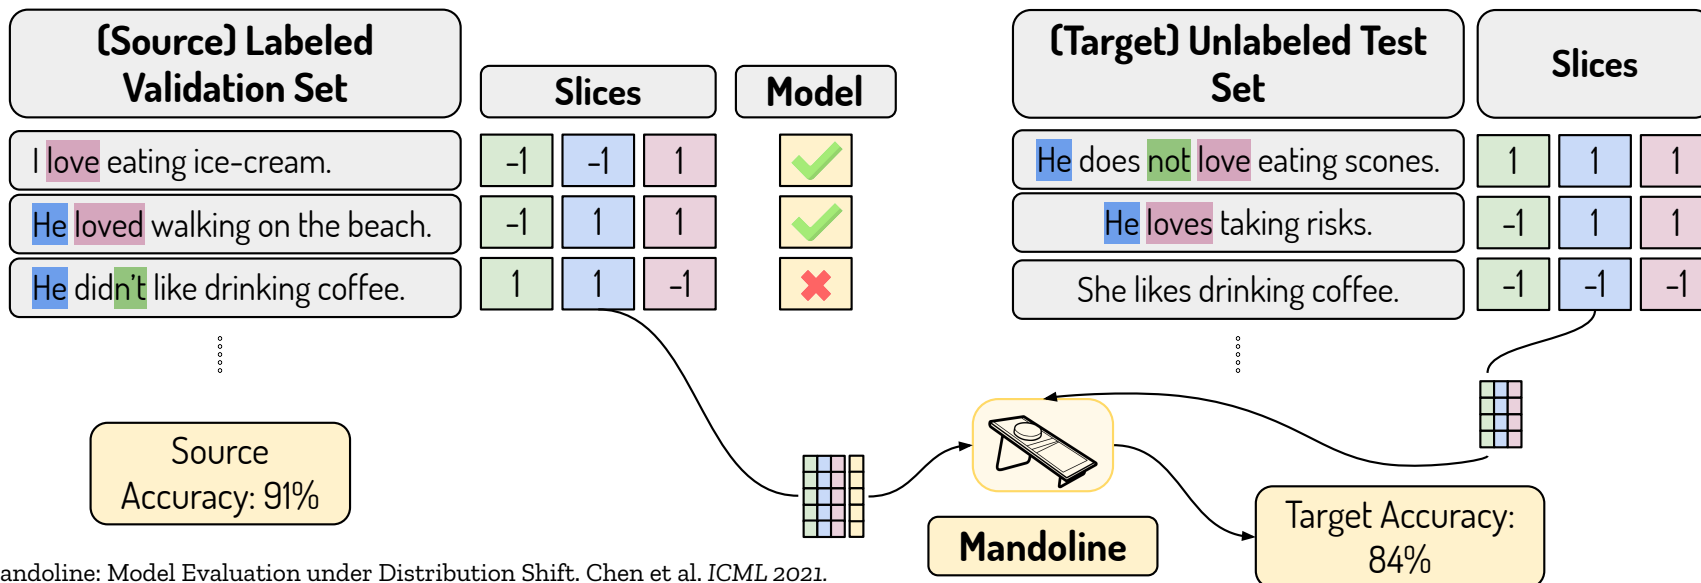 (Source) Labeled
Validation Set
Slices
Model
I love eating ice-cream.
-1 -1 1
He loved walking on the beach.
-1 1 1
He didn't like drinking coffee.
1 1 -1
Source
Accuracy: 91%
(Target) Unlabeled Test
Set
Slices
He does not love eating scones.
1 1 1
He loves taking risks.
-1 1 1
She likes drinking coffee.
-1 -1 -1
Mandoline
Target Accuracy:
84%
andoline: Model Evaluation under Distribution Shift. Chen et al. ICML 2021.